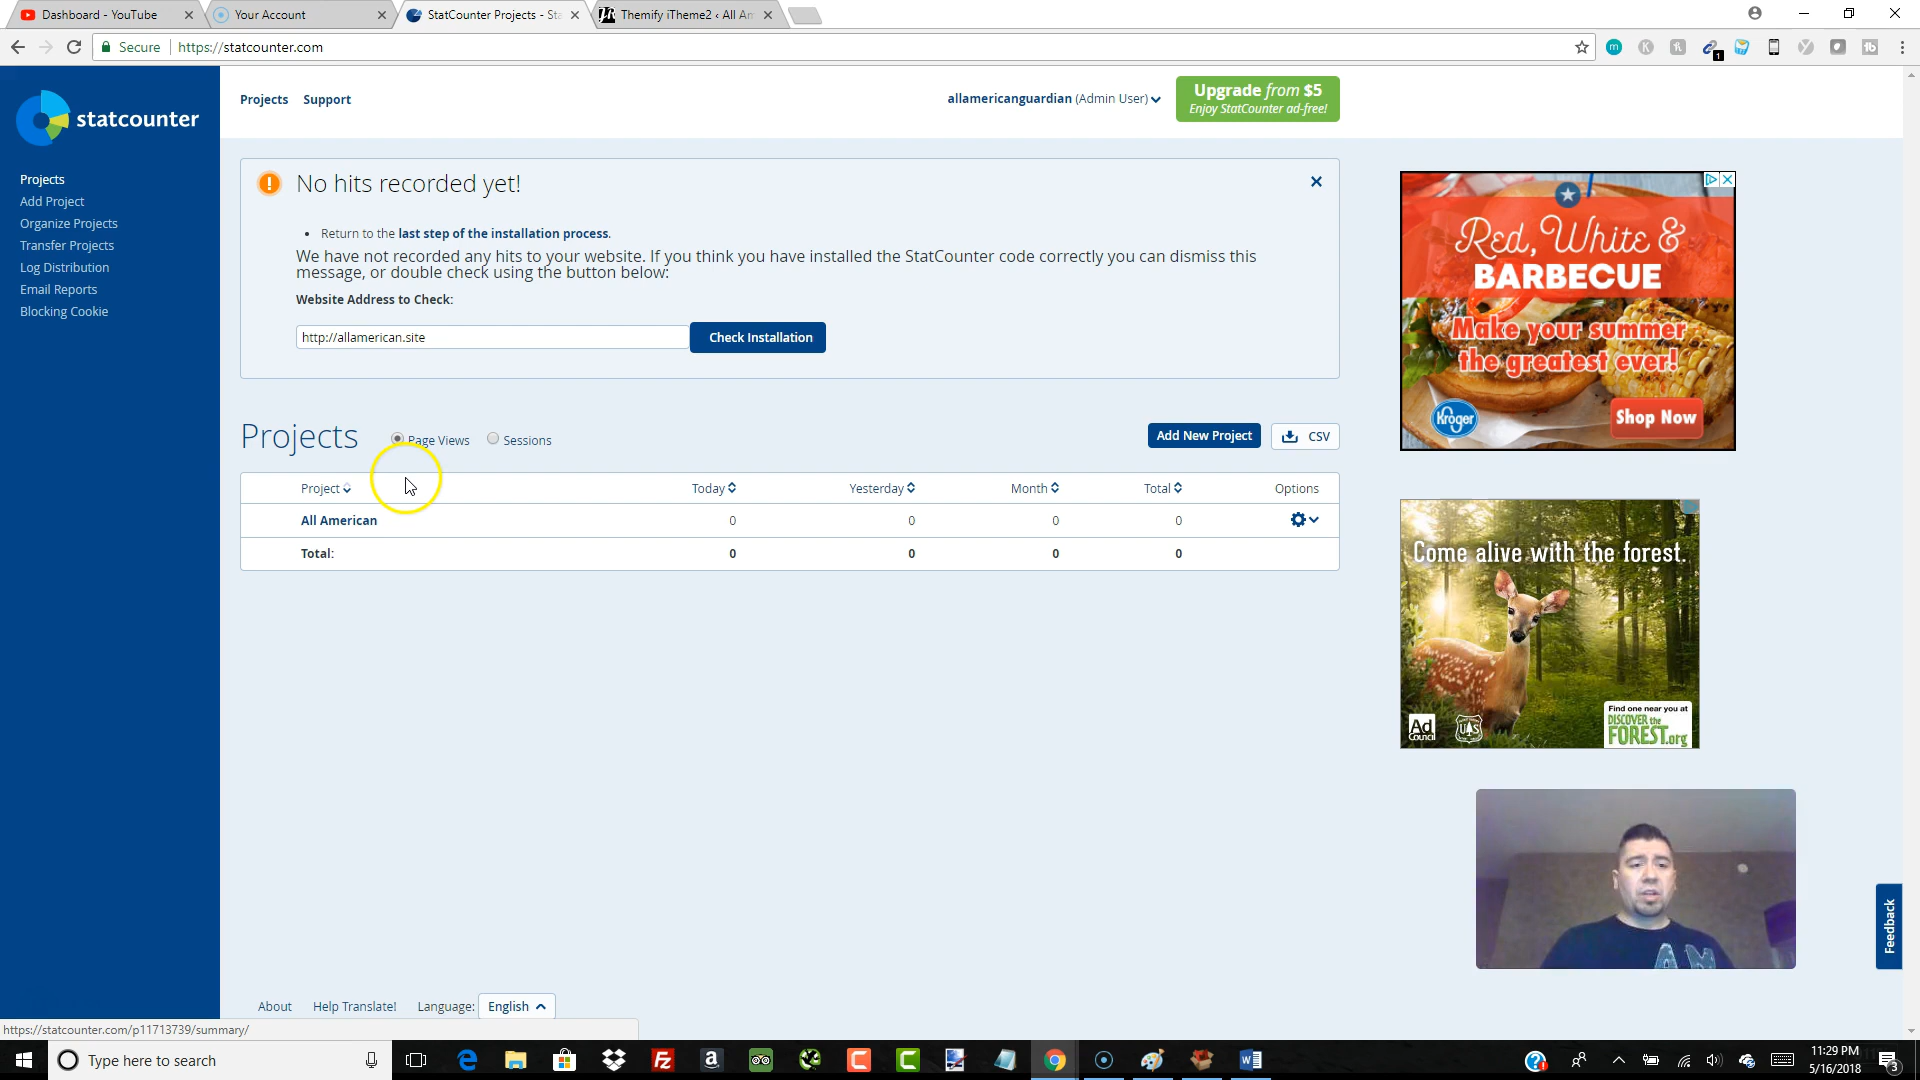 Dashboard - YouTube
Your Account
StatCounter Projects - Sta
Themify iTheme2 ‹ All Am
Secure
https://statcounter.com
1
statcounter
Projects
Support
allamericanguardian (Admin User)
Upgrade from $5
Enjoy StatCounter ad-free!
Projects
Add Project
Organize Projects
Transfer Projects
Log Distribution
Email Reports
Blocking Cookie
No hits recorded yet!
Return to the last step of the installation process.
We have not recorded any hits to your website. If you think you have installed the StatCounter code correctly you can dismiss this
message, or double check using the button below:
Website Address to Check:
http://allamerican.site
Check Installation
Projects
Page Views
Sessions
Add New Project
CSV
Project Today Yesterday Month Total Options
All American 0 0 0 0
Total: 0 0 0 0
Red, White &
BARBECUE
Make your summer
the greatest ever!
Kroger
Shop Now
Come alive with the forest.
Ad
Council
UAS
Find one near you at
DISCOVER the
FOREST.org
Feedback
About
Help Translate!
Language:
English
https://statcounter.com/p11713739/summary/
Type here to search
11:29 PM
5/16/2018
3